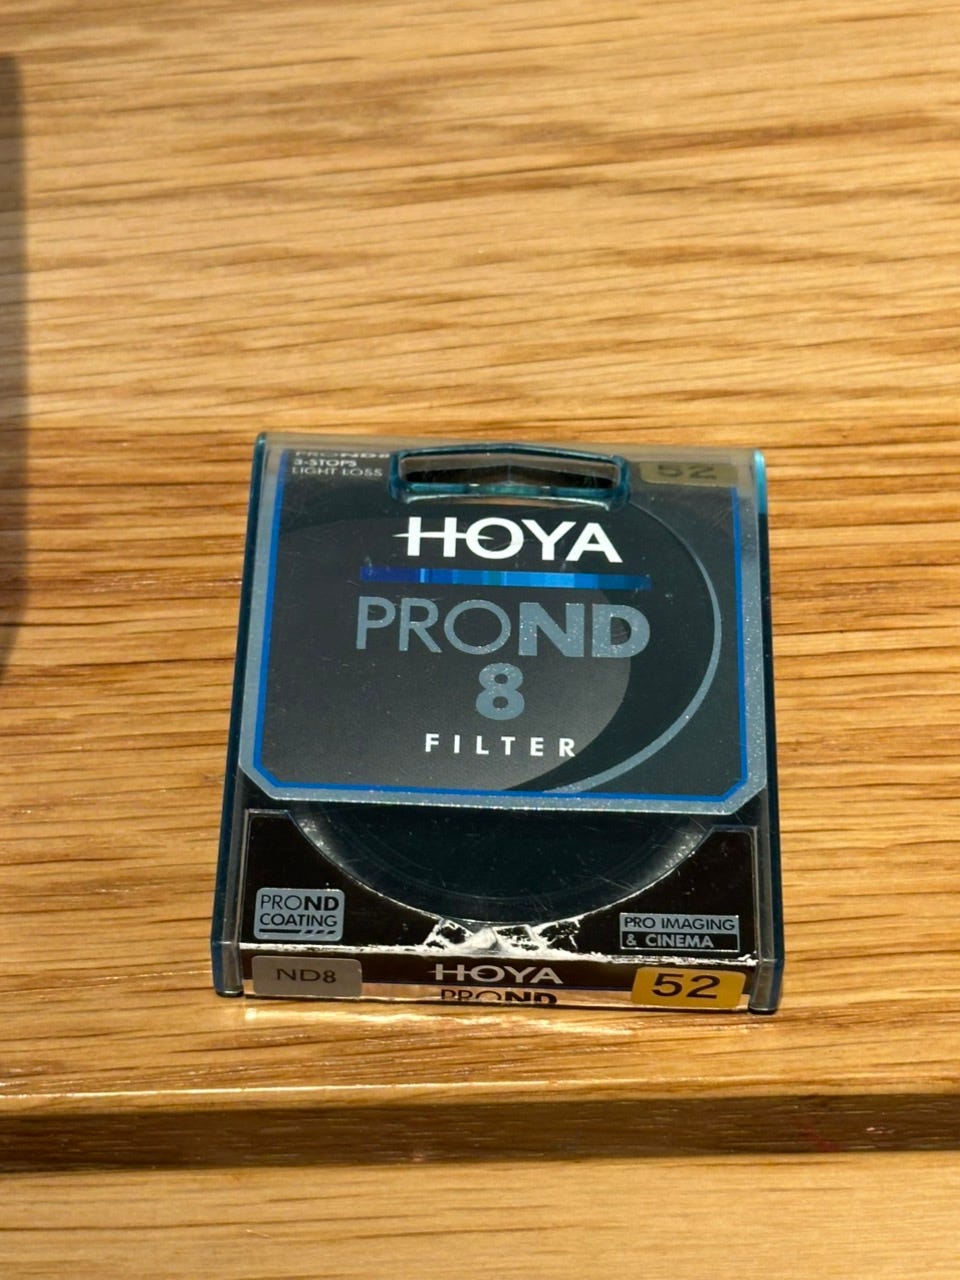 PROND8
3-STOPS
LIGHT LOSS
52
HOYA
PROND
8
FILTER
PROND
COATING
PRO IMAGING
& CINEMA
ND8
HOYA
52
PROND